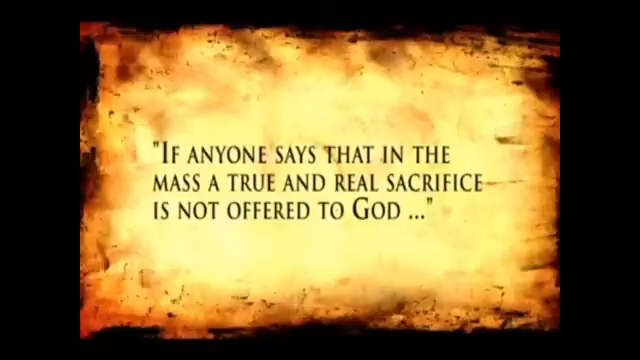 "If anyone says that in the
mass a true and real sacrifice
is not offered to God ..."